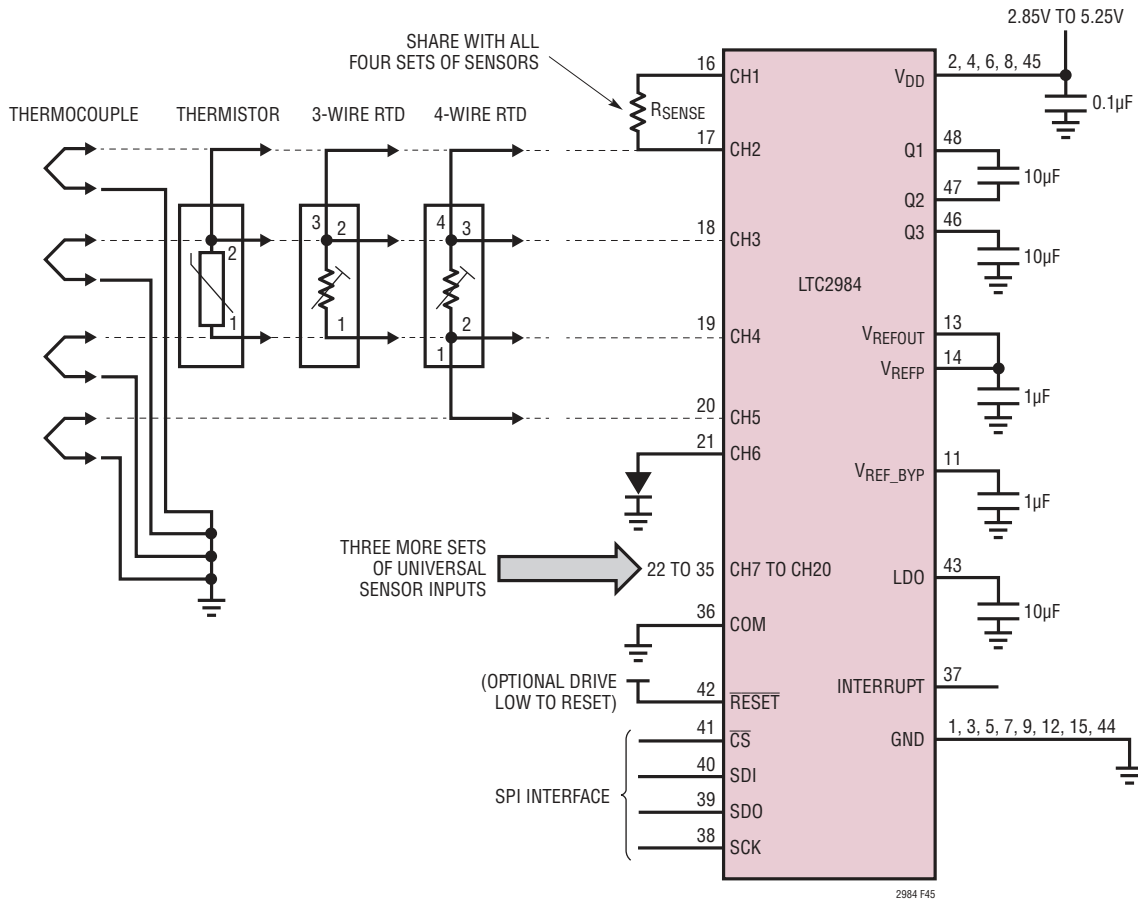 2.85V TO 5.25V
SHARE WITH ALL
FOUR SETS OF SENSORS
16
CH1
VDD
2, 4, 6, 8, 45
0.1µF
RSENSE
THERMOCOUPLE
THERMISTOR
3-WIRE RTD
4-WIRE RTD
17
CH2
Q1
48
10µF
Q2
47
3
2
4
3
18
CH3
Q3
46
10µF
2
LTC2984
1
1
2
1
19
CH4
VREFOUT
13
VREFP
14
1µF
20
CH5
21
CH6
VREF_BYP
11
1µF
THREE MORE SETS
OF UNIVERSAL
SENSOR INPUTS
22 TO 35
CH7 TO CH20
LDO
43
10µF
36
COM
(OPTIONAL DRIVE
LOW TO RESET)
42
RESET
INTERRUPT
37
41
CS
GND
1, 3, 5, 7, 9, 12, 15, 44
SPI INTERFACE
40
SDI
39
SDO
38
SCK
2984 F45